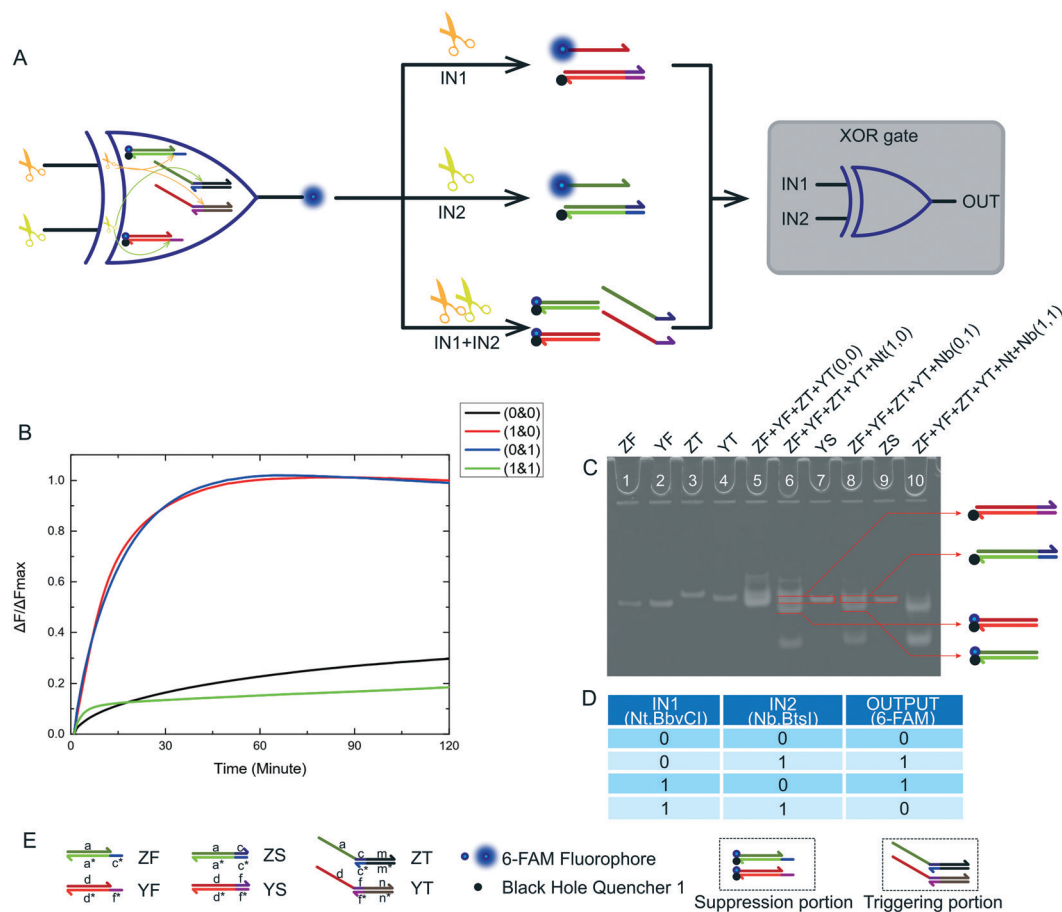 A
IN1
IN2
IN1+IN2
XOR gate
IN1
IN2
OUT
B
(0&0)
(1&0)
(0&1)
(1&1)
1.0
0.8
0.6
0.4
0.2
0.0
ΔF/ΔFmax
0
30
60
90
120
Time (Minute)
C
ZF
YF
ZT
YT
ZF+YF+ZT+YT(0,0)
ZF+YF+ZT+YT+Nt(1,0)
YS
ZF+YF+ZT+YT+Nb(0,1)
ZS
ZF+YF+ZT+YT+Nt+Nb(1,1)
1 2 3 4 5 6 7 8 9 10
D
IN1 IN2 OUTPUT
(Nt.BbvCI) (Nb.BtsI) (6-FAM)
0 0 0
0 1 1
1 0 1
1 1 0
E
a
a* c*
ZF
a c
a* c*
ZS
a c m
c* m*
ZT
d
d* f*
YF
d f
d* f*
YS
d f n
f* n*
YT
6-FAM Fluorophore
Black Hole Quencher 1
Suppression portion
Triggering portion